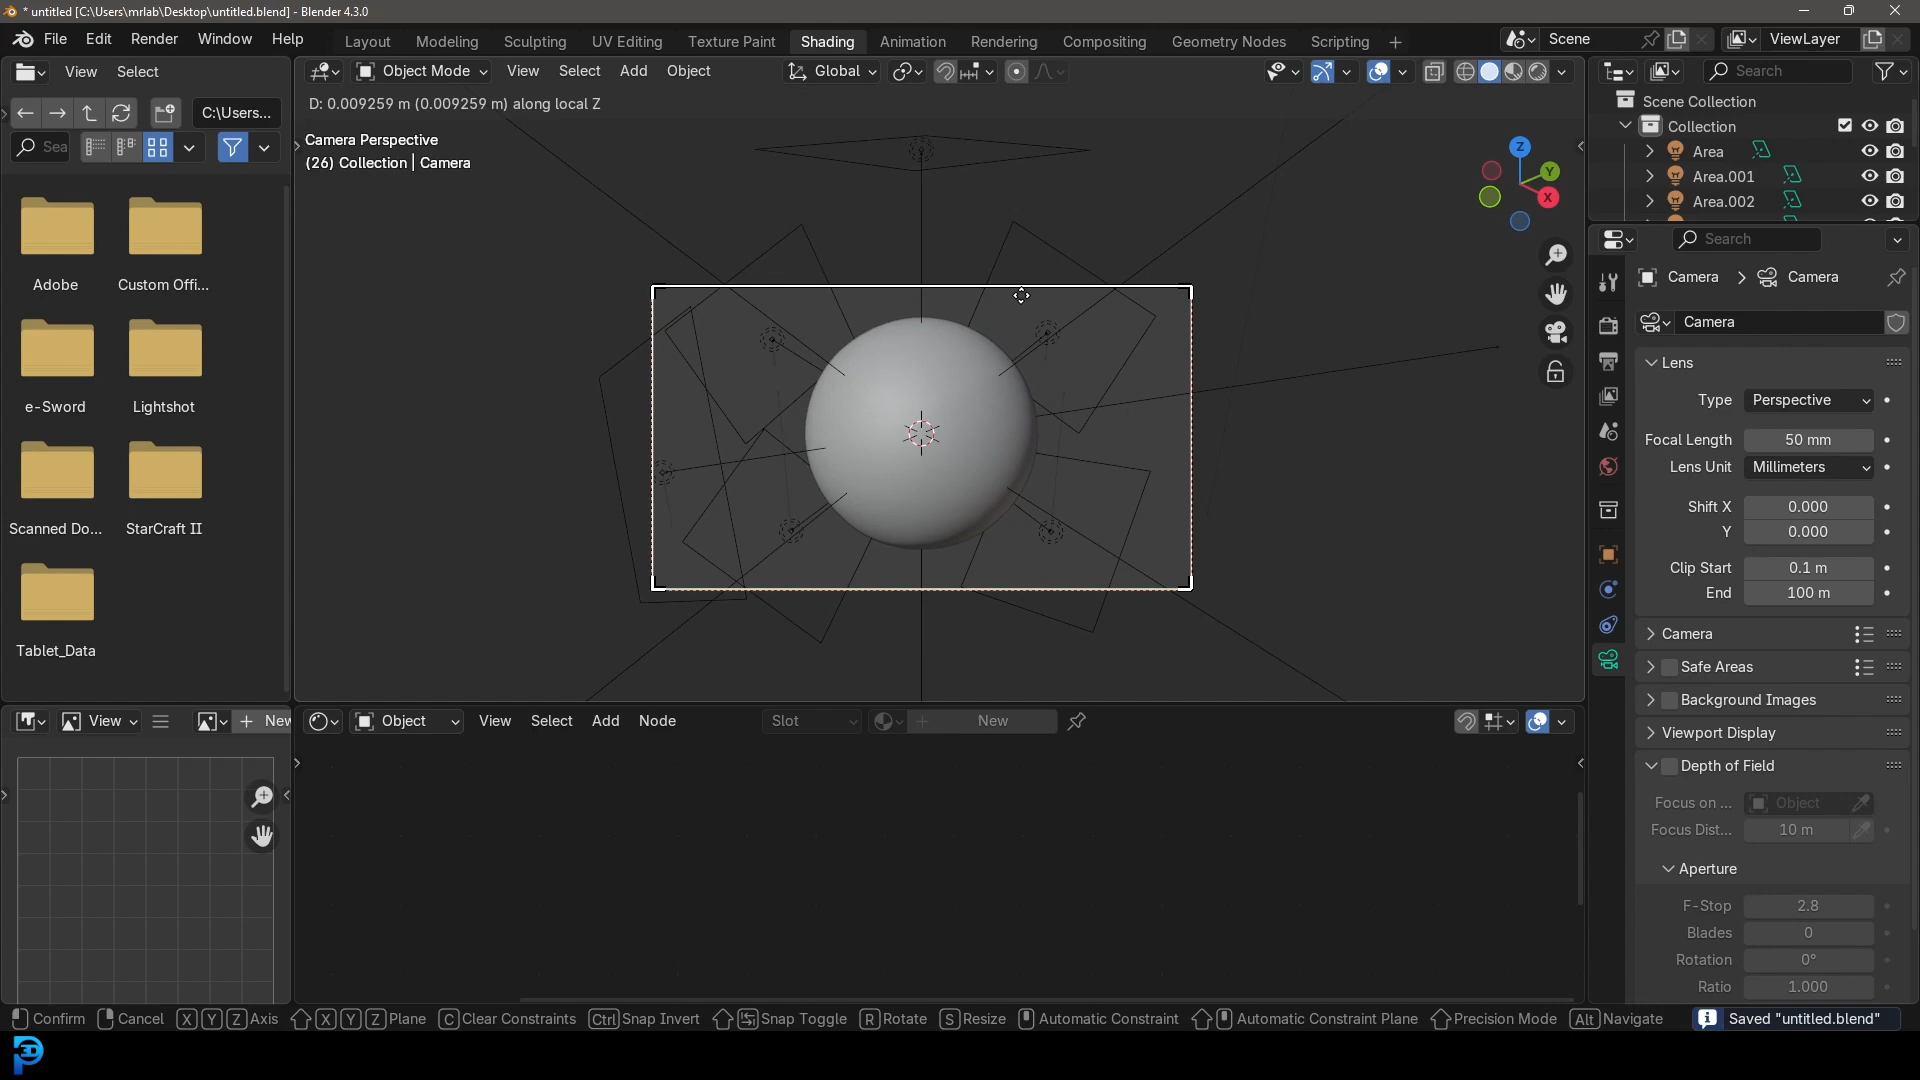 * untitled [C:\Users\mrlab\Desktop\untitled.blend] - Blender 4.3.0
File Edit Render Window Help
Layout Modeling Sculpting UV Editing Texture Paint Shading Animation Rendering Compositing Geometry Nodes Scripting +
Scene
ViewLayer
View Select
Object Mode View Select Add Object
Global
Search
C:\Users...
Sea
D: 0.009259 m (0.009259 m) along local Z
Camera Perspective
(26) Collection | Camera
Z
Y
X
Scene Collection
Collection
Area
Area.001
Area.002
Search
Camera > Camera
Camera
Lens
Type Perspective
Focal Length 50 mm
Lens Unit Millimeters
Shift X 0.000
Y 0.000
Clip Start 0.1 m
End 100 m
Camera
Safe Areas
Background Images
Viewport Display
Depth of Field
Focus on ... Object
Focus Dist... 10 m
Aperture
F-Stop 2.8
Blades 0
Rotation 0°
Ratio 1.000
Adobe
Custom Offi...
e-Sword
Lightshot
Scanned Do...
StarCraft II
Tablet_Data
View
+ New
Object View Select Add Node
Slot
+ New
Confirm Cancel X Y Z Axis X Y Z Plane C Clear Constraints Ctrl Snap Invert Snap Toggle R Rotate S Resize Automatic Constraint Automatic Constraint Plane Precision Mode Alt Navigate
Saved "untitled.blend"
3D